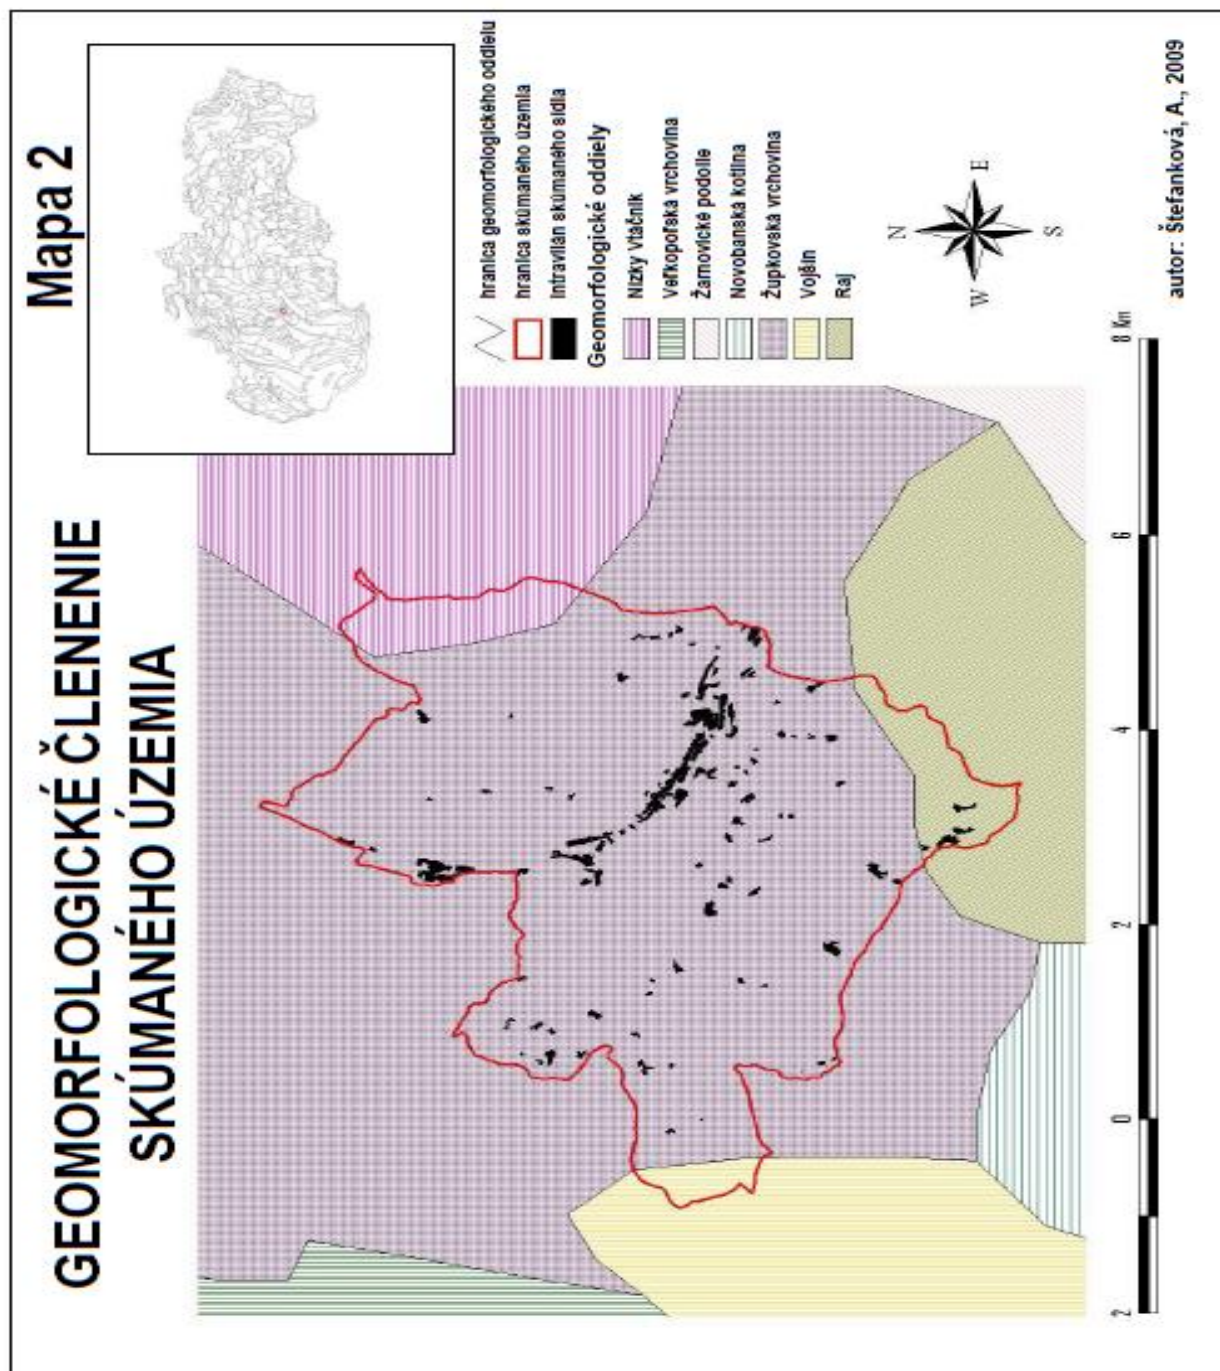 Mapa 2
GEOMORFOLOGICKÉ ČLENENIE
SKÚMANÉHO ÚZEMIA
hranica geomorfologického oddielu
hranica skúmaného územia
Intravilán skúmaného sídla
Geomorfologické oddiely
Nízky Vtáčnik
Veľkopoľská vrchovina
Žarnovické podolie
Novobanská kotlina
Župkovská vrchovina
Vojšín
Raj
N
W
E
S
2 0 2 4 6 8 Km
autor: Štefanková, A., 2009